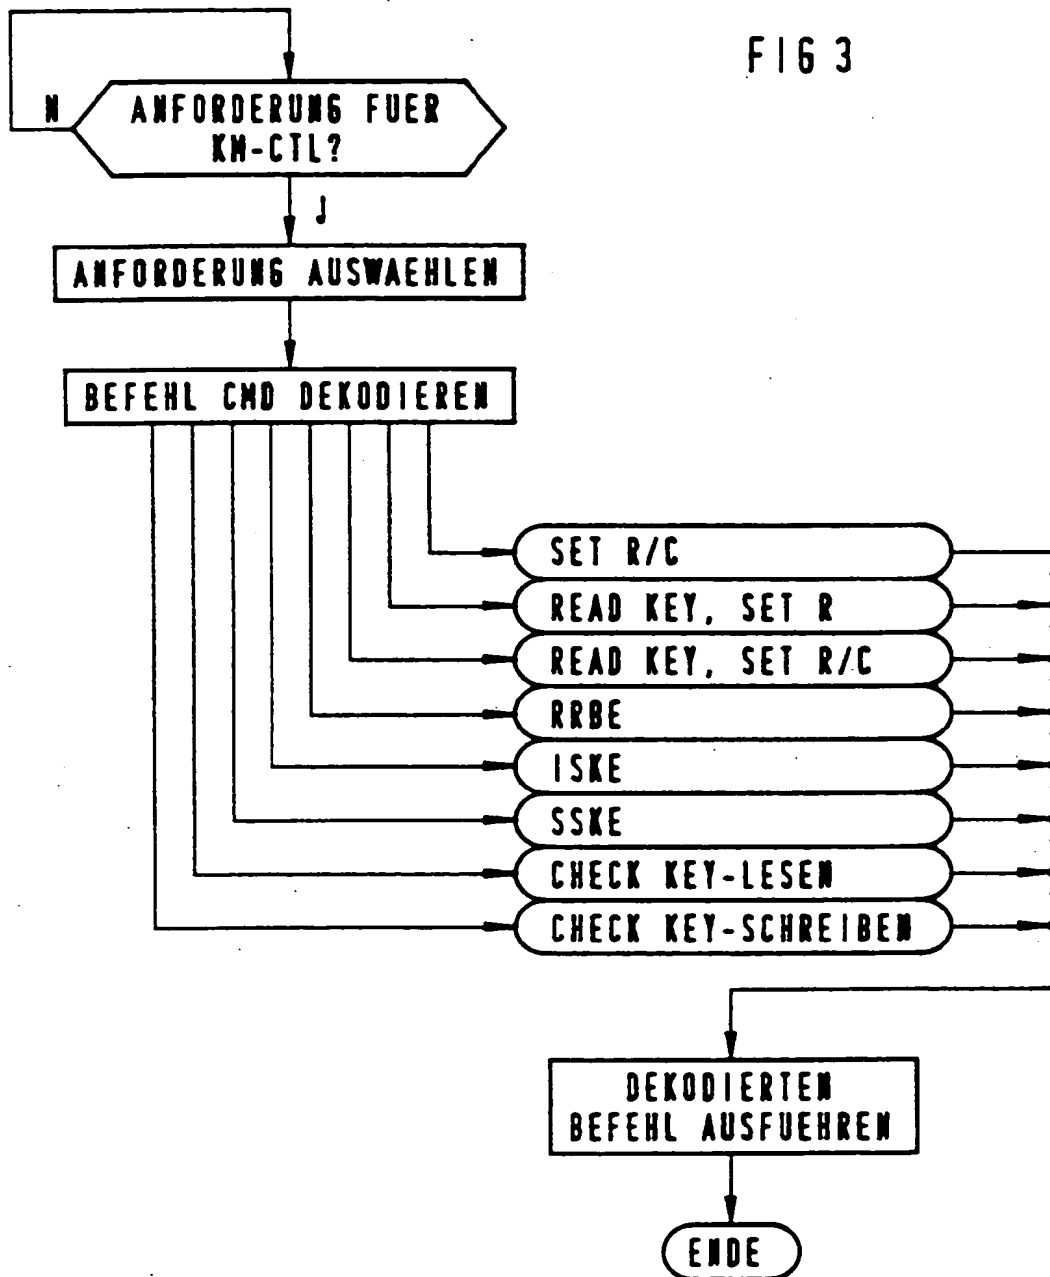 FIG 3
N
ANFORDERUNG FUER
KM-CTL?
J
ANFORDERUNG AUSWAEHLEN
BEFEHL CMD DEKODIEREN
SET R/C
READ KEY, SET R
READ KEY, SET R/C
RRBE
ISKE
SSKE
CHECK KEY-LESEN
CHECK KEY-SCHREIBEN
DEKODIERTEN
BEFEHL AUSFUEHREN
ENDE